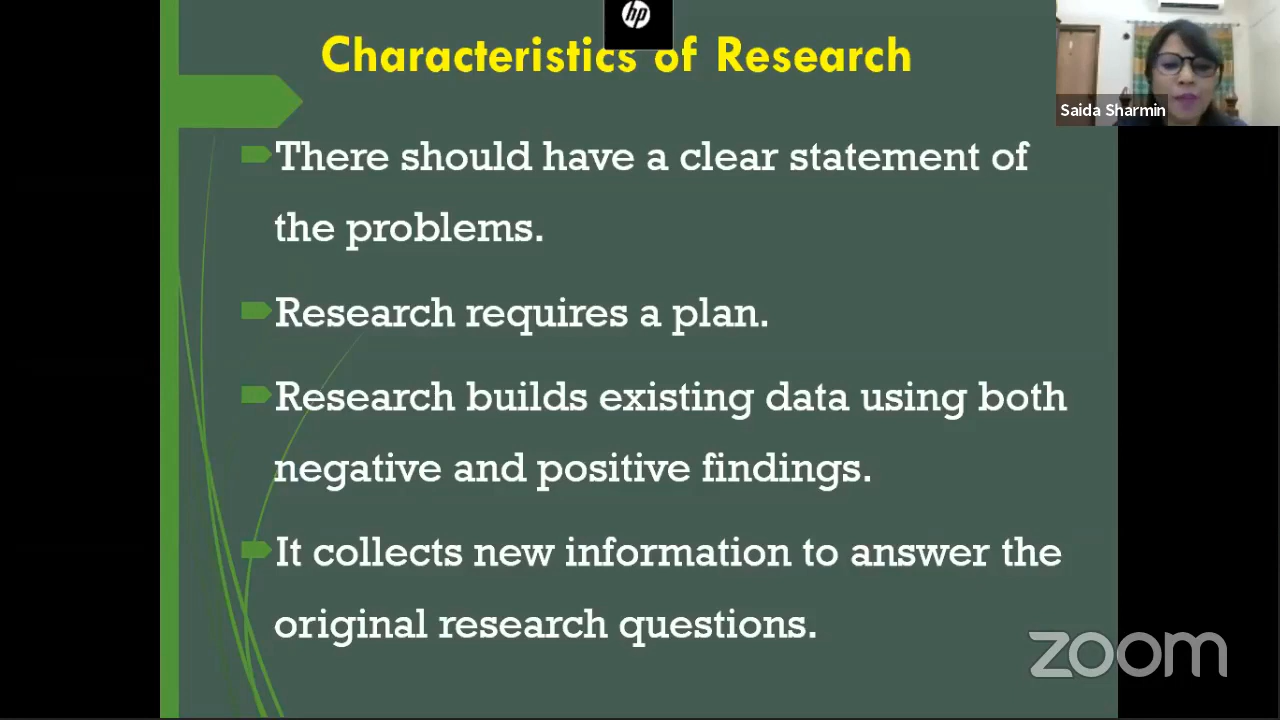 hp
Characteristics of Research
Saida Sharmin
There should have a clear statement of
the problems.
Research requires a plan.
Research builds existing data using both
negative and positive findings.
It collects new information to answer the
original research questions.
zoom